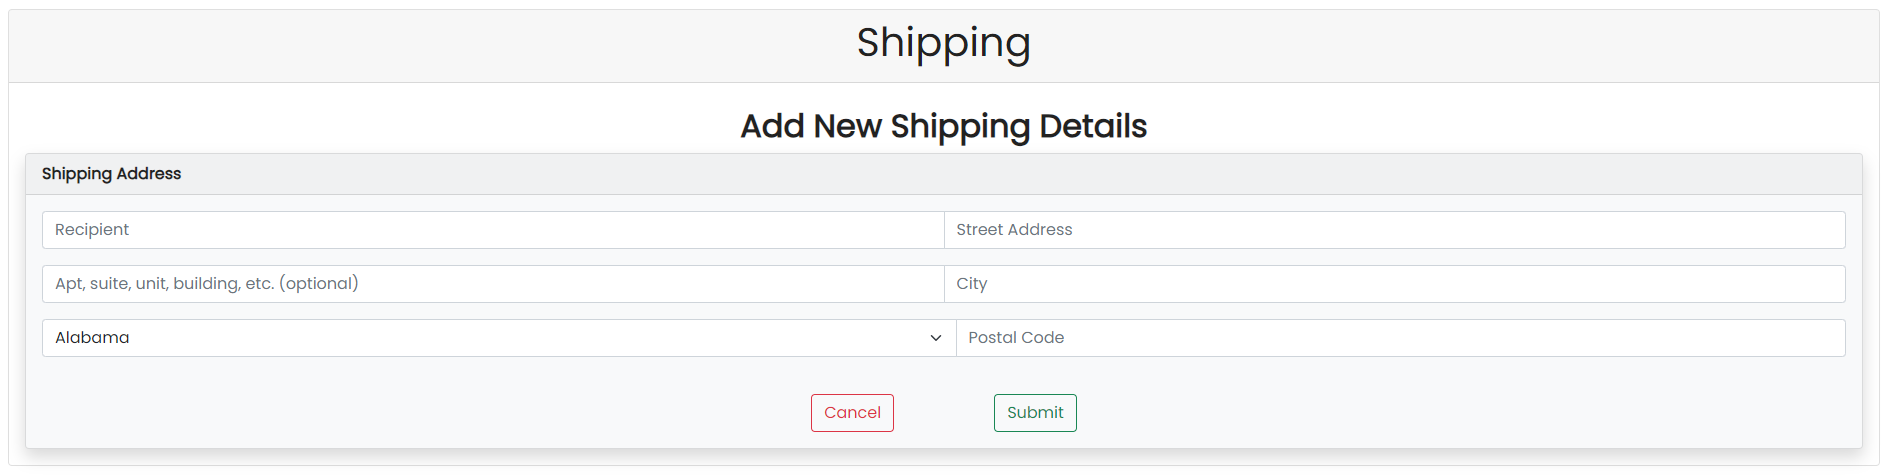 Shipping
Add New Shipping Details
Shipping Address
Recipient Street Address
Apt, suite, unit, building, etc. (optional) City
Alabama Postal Code
Cancel Submit